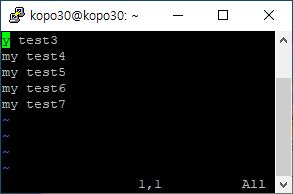 kopo30@kopo30: ~
y test3
my test4
my test5
my test6
my test7
~
~
~
~
1,1 All